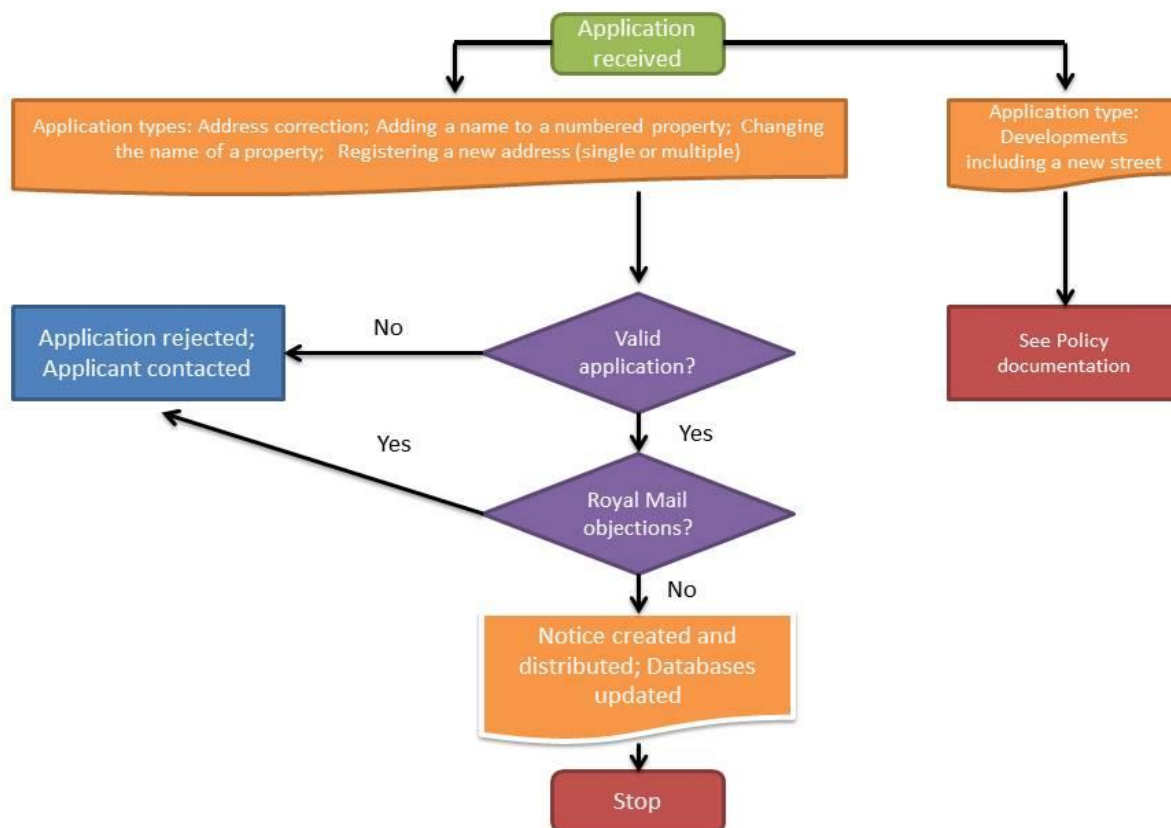 Application
received
Application types: Address correction; Adding a name to a numbered property; Changing
the name of a property; Registering a new address (single or multiple)
Application type:
Developments
including a new street
No
Application rejected;
Applicant contacted
Valid
application?
See Policy
documentation
Yes
Yes
Royal Mail
objections?
No
Notice created and
distributed; Databases
updated
Stop